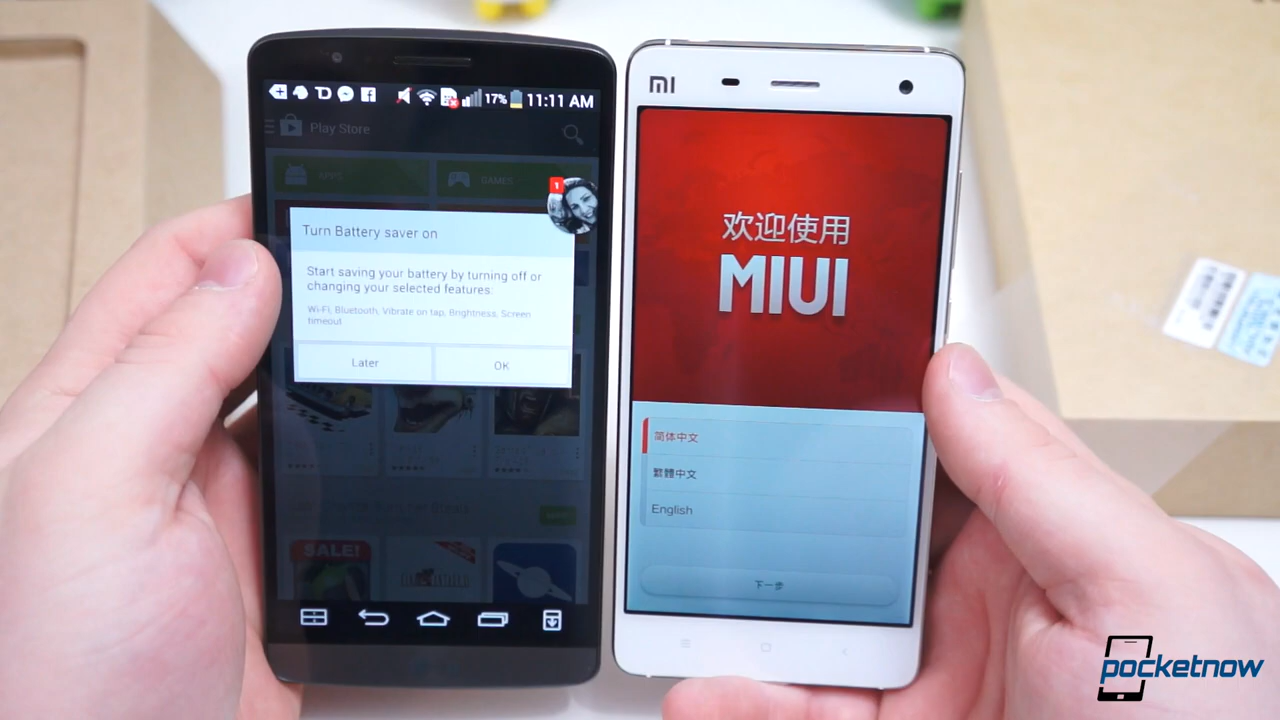 17% 11:11 AM
Play Store
APPS
GAMES
1
Turn Battery saver on
Start saving your battery by turning off or
changing your selected features:
Wi-Fi, Bluetooth, Vibrate on tap, Brightness, Screen
timeout
Later
OK
SALE!
MI
欢迎使用
MIUI
简体中文
繁體中文
English
下一步
pocketnow